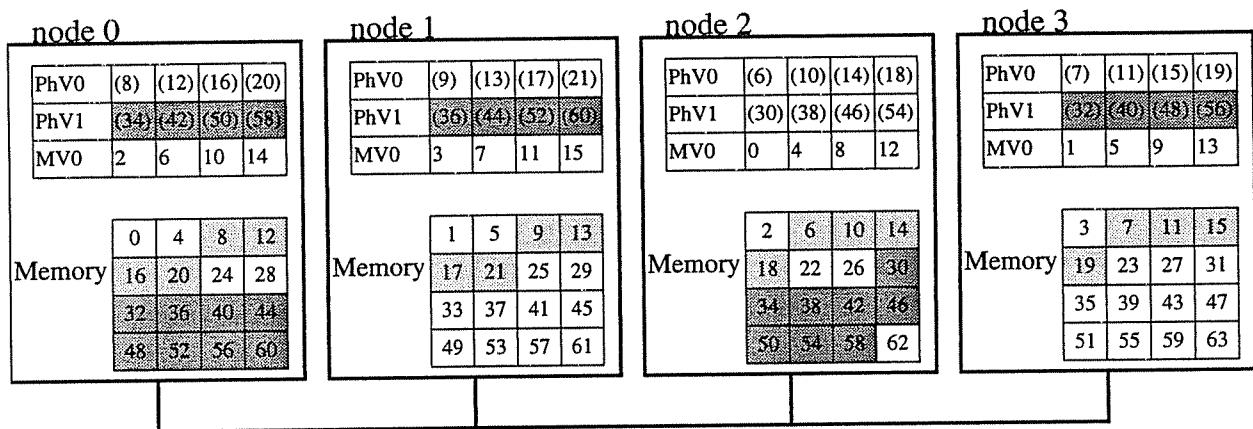 node 0
node 1
node 2
node 3
PhV0 (8) (12) (16) (20)
PhV1 (34) (42) (50) (58)
MV0 2 6 10 14
PhV0 (9) (13) (17) (21)
PhV1 (36) (44) (52) (60)
MV0 3 7 11 15
PhV0 (6) (10) (14) (18)
PhV1 (30) (38) (46) (54)
MV0 0 4 8 12
PhV0 (7) (11) (15) (19)
PhV1 (32) (40) (48) (56)
MV0 1 5 9 13
Memory
0 4 8 12
16 20 24 28
32 36 40 44
48 52 56 60
Memory
1 5 9 13
17 21 25 29
33 37 41 45
49 53 57 61
Memory
2 6 10 14
18 22 26 30
34 38 42 46
50 54 58 62
Memory
3 7 11 15
19 23 27 31
35 39 43 47
51 55 59 63